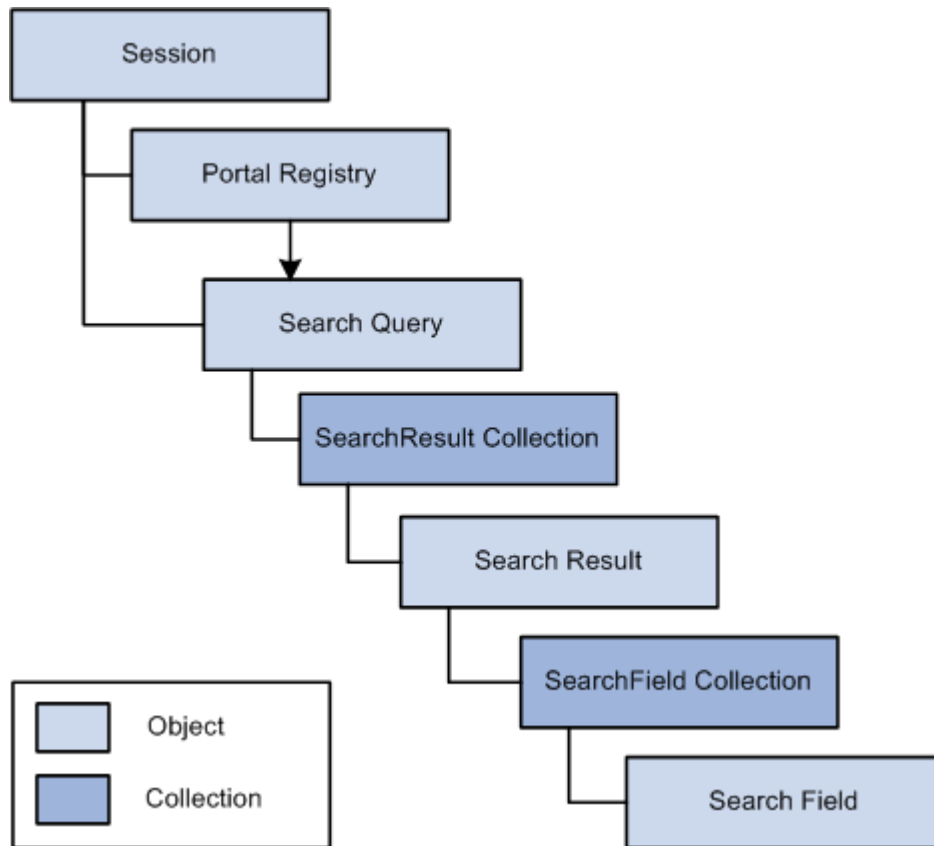 Session
Portal Registry
Search Query
SearchResult Collection
Search Result
SearchField Collection
Search Field
Object
Collection